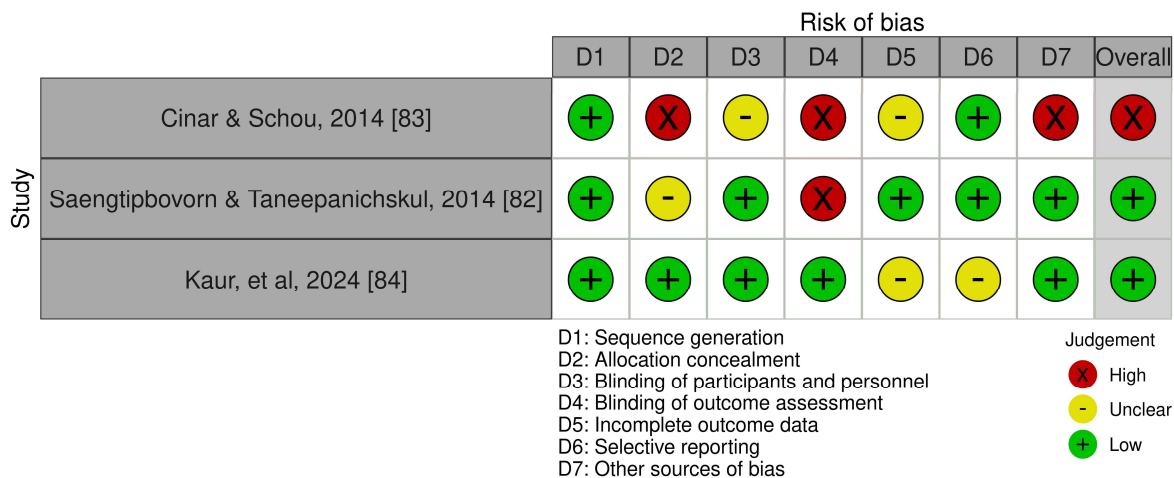 Risk of bias
D1 D2 D3 D4 D5 D6 D7 Overall
Study
Cinar & Schou, 2014 [83] + X - X - + X X
Saengtipbovorn & Taneepanichskul, 2014 [82] + - + X + + + +
Kaur, et al, 2024 [84] + + + + - - + +
D1: Sequence generation
D2: Allocation concealment
D3: Blinding of participants and personnel
D4: Blinding of outcome assessment
D5: Incomplete outcome data
D6: Selective reporting
D7: Other sources of bias
Judgement
X High
- Unclear
+ Low